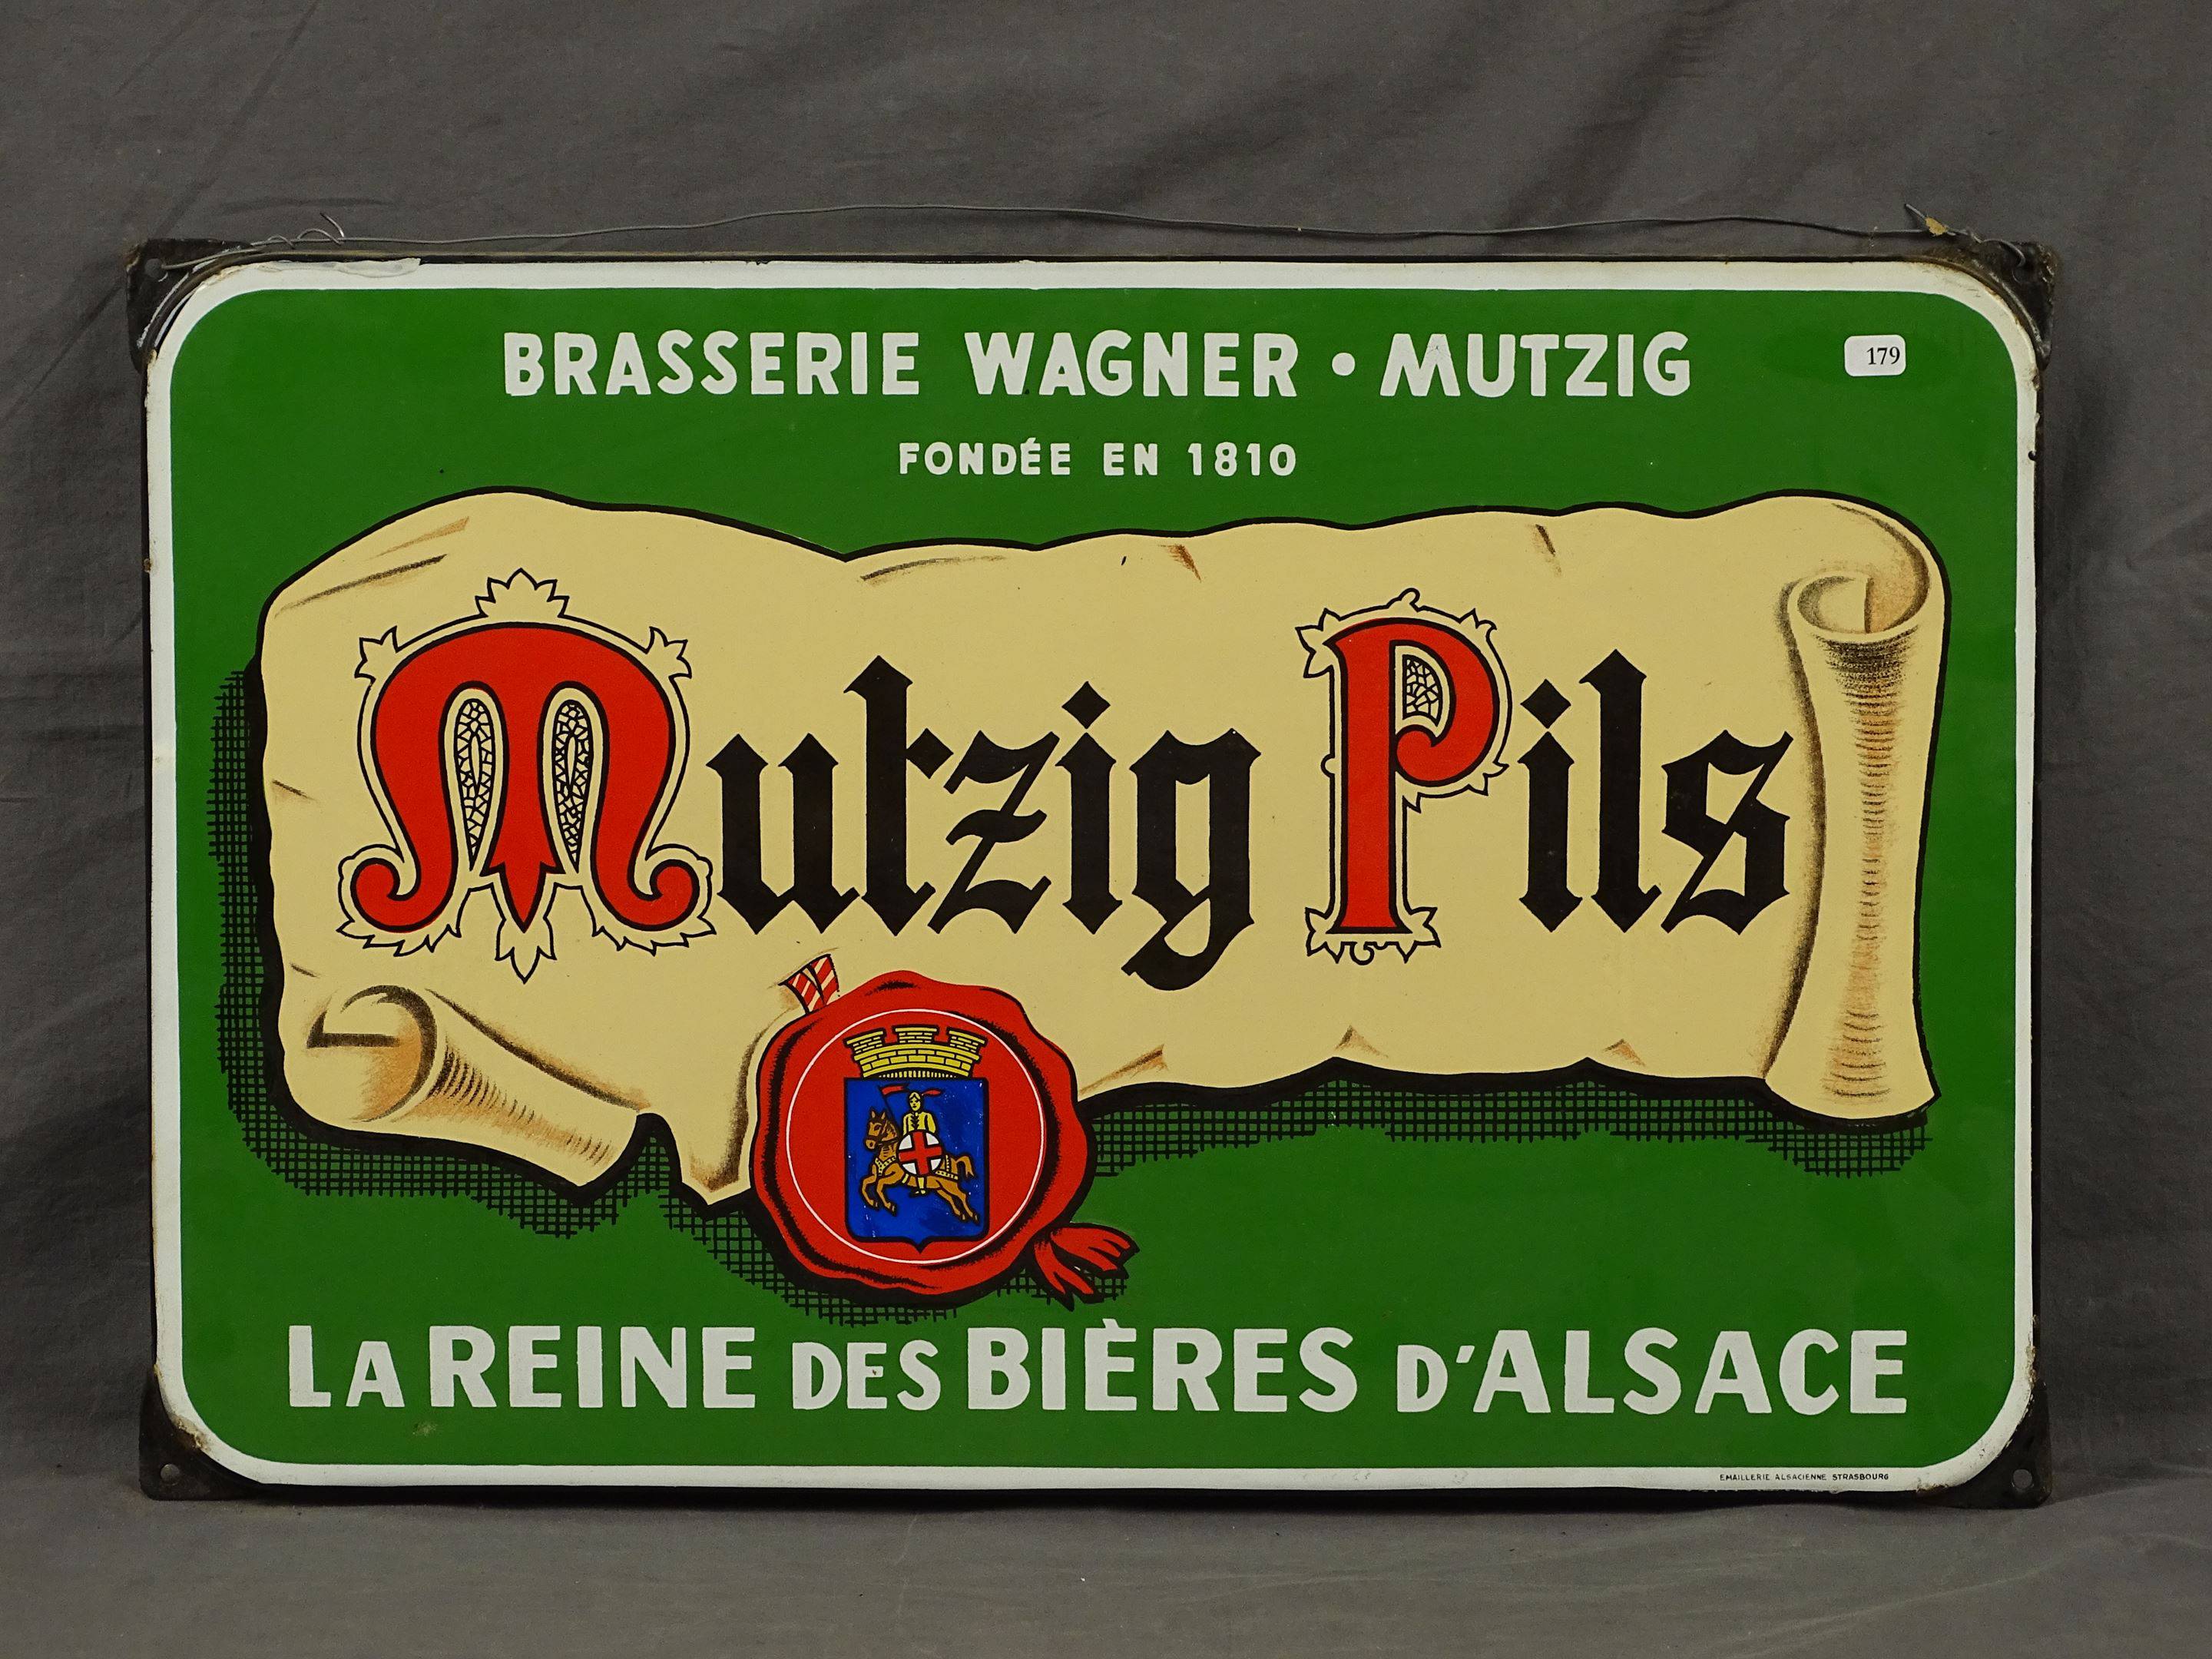 BRASSERIE WAGNER • MUTZIG
179
FONDÉE EN 1810
Mutzig Pils
LA REINE DES BIÈRES D'ALSACE
EMAILLERIE ALSACIENNE STRASBOURG